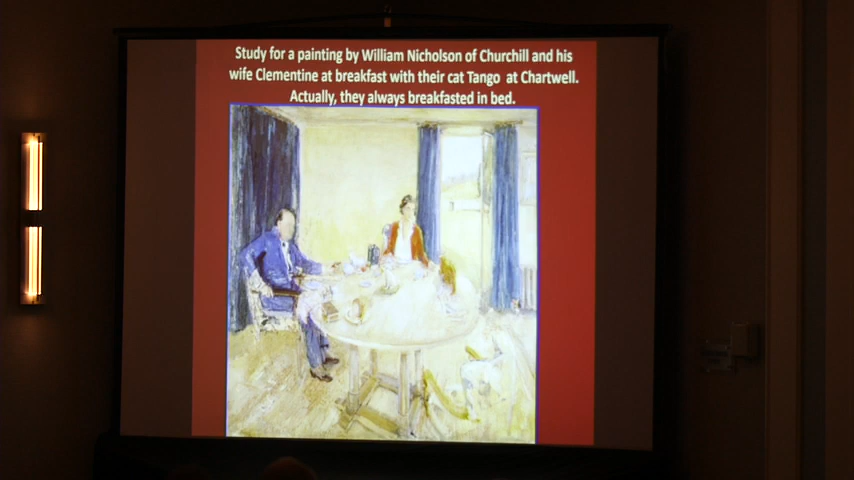 Study for a painting by William Nicholson of Churchill and his
wife Clementine at breakfast with their cat Tango at Chartwell.
Actually, they always breakfasted in bed.